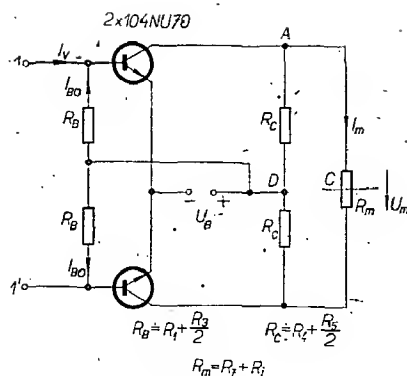 2×104NU70
A
1
I_V
I_BO
R_B
R_C
I_m
C
R_m
U_m
D
− U_B +
R_B
R_C
I_BO
1'
R_B ≐ R_1 + R_3/2
R_C ≐ R_4 + R_5/2
R_m = R_7 + R_i